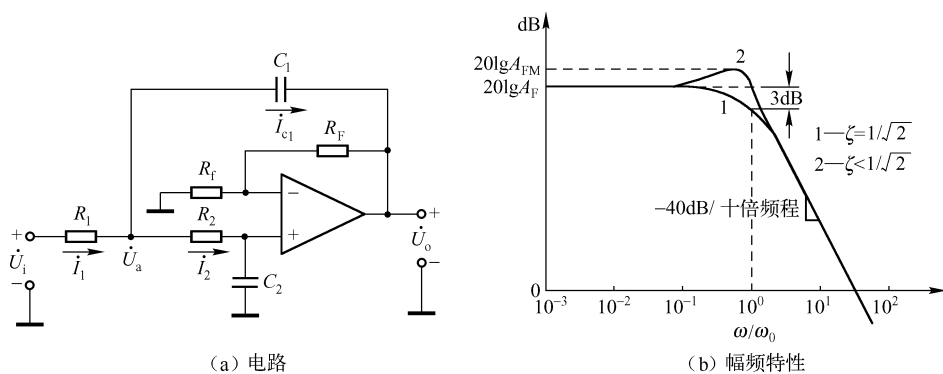 C₁
İc1
RF
Rf
R₁
R₂
−
+
+
U̇i
−
İ₁
U̇a
İ₂
C₂
+
U̇o
−
(a) 电路
dB
20lgAFM
20lgAF
2
1
3dB
1—ζ=1/√2
2—ζ<1/√2
−40dB/十倍频程
0
10⁻³ 10⁻² 10⁻¹ 10⁰ 10¹ 10²
ω/ω₀
(b) 幅频特性